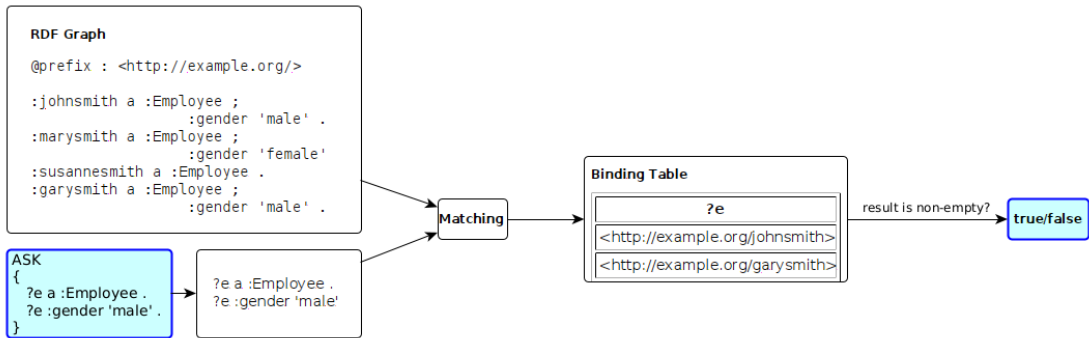 RDF Graph
@prefix : <http://example.org/>
:johnsmith a :Employee ;
:gender 'male' .
:marysmith a :Employee ;
:gender 'female'
:susannesmith a :Employee .
:garysmith a :Employee ;
:gender 'male' .
ASK
{
?e a :Employee .
?e :gender 'male' .
}
?e a :Employee .
?e :gender 'male'
Matching
Binding Table
?e
<http://example.org/johnsmith>
<http://example.org/garysmith>
result is non-empty?
true/false